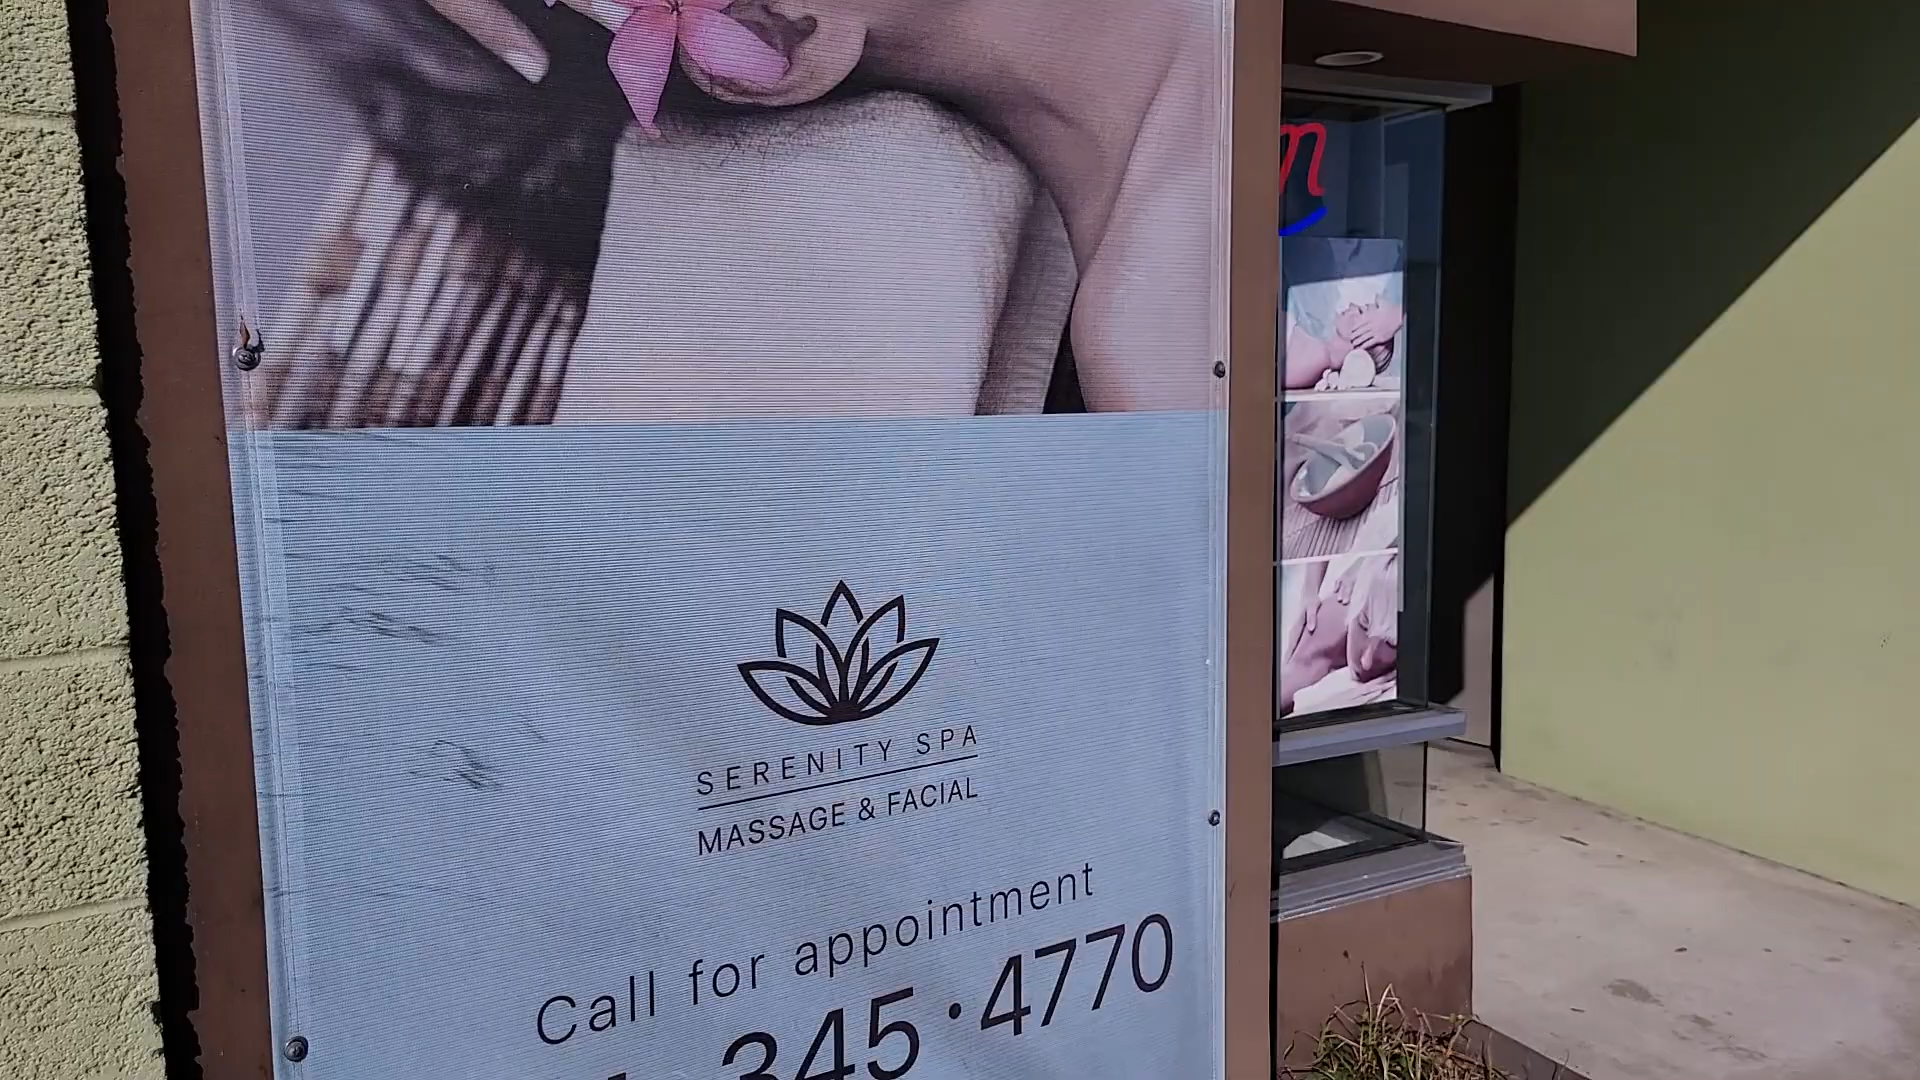 SERENITY SPA
MASSAGE & FACIAL
Call for appointment
345·4770